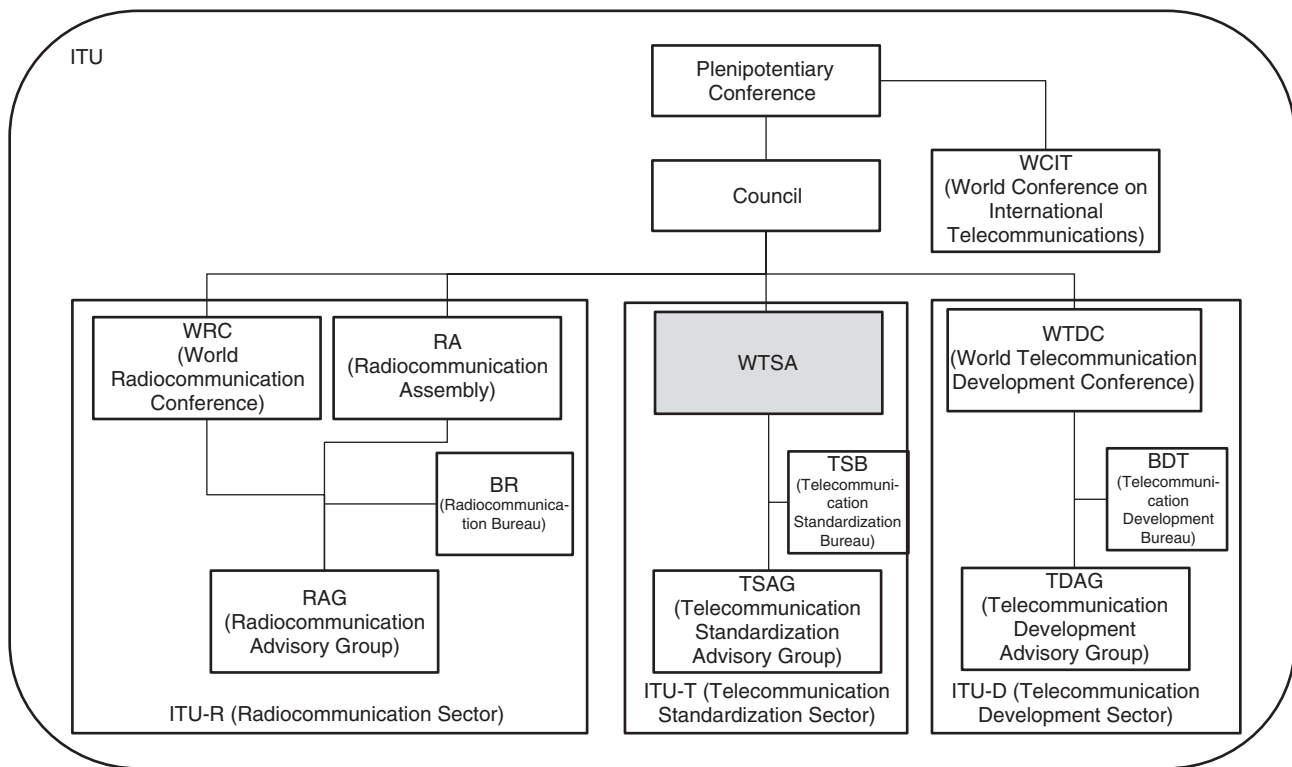 ITU
Plenipotentiary
Conference
WCIT
(World Conference on
International
Telecommunications)
Council
WRC
(World
Radiocommunication
Conference)
RA
(Radiocommunication
Assembly)
BR
(Radiocommunica-
tion Bureau)
RAG
(Radiocommunication
Advisory Group)
ITU-R (Radiocommunication Sector)
WTSA
TSB
(Telecommuni-
cation
Standardization
Bureau)
TSAG
(Telecommunication
Standardization
Advisory Group)
ITU-T (Telecommunication
Standardization Sector)
WTDC
(World Telecommunication
Development Conference)
BDT
(Telecommuni-
cation
Development
Bureau)
TDAG
(Telecommunication
Development
Advisory Group)
ITU-D (Telecommunication
Development Sector)